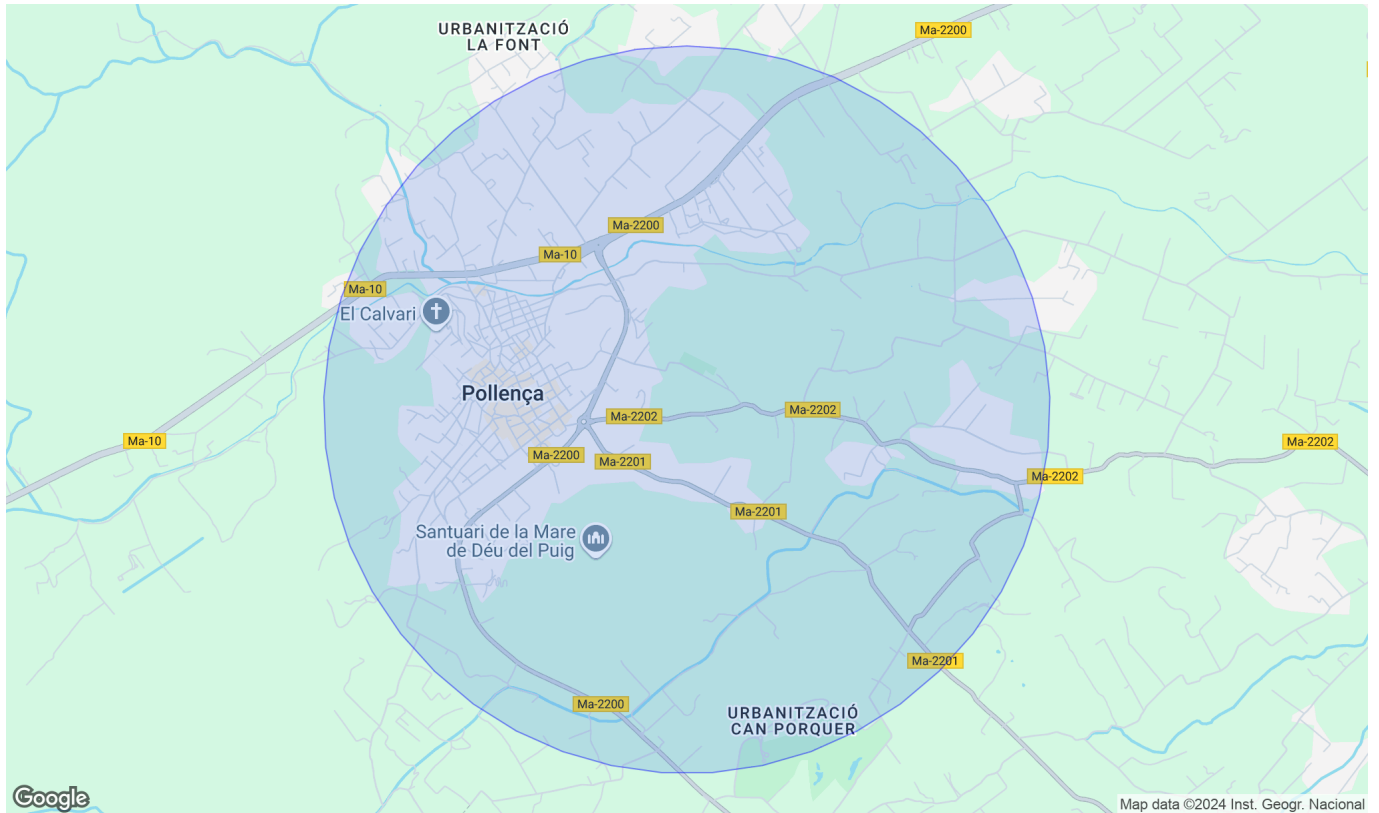 URBANITZACIÓ
LA FONT
Ma-2200
Ma-2200
Ma-10
Ma-10
El Calvari
Pollença
Ma-2202
Ma-2202
Ma-10
Ma-2202
Ma-2200
Ma-2201
Ma-2202
Ma-2201
Santuari de la Mare
de Déu del Puig
Ma-2201
Ma-2200
URBANITZACIÓ
CAN PORQUER
Google
Map data ©2024 Inst. Geogr. Nacional